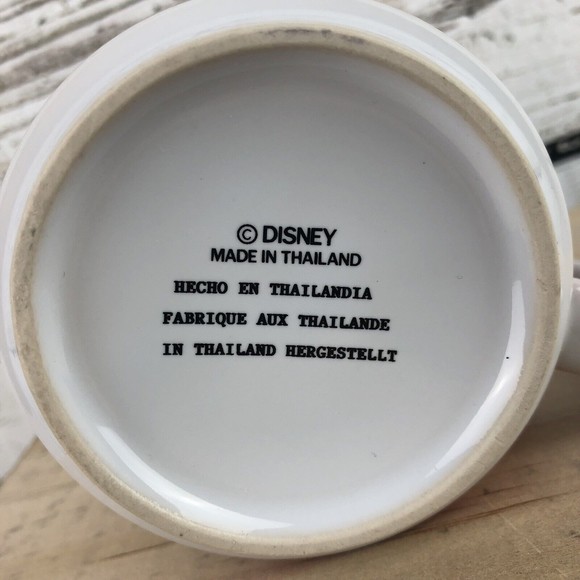 © DISNEY
MADE IN THAILAND
HECHO EN THAILANDIA
FABRIQUE AUX THAILANDE
IN THAILAND HERGESTELLT